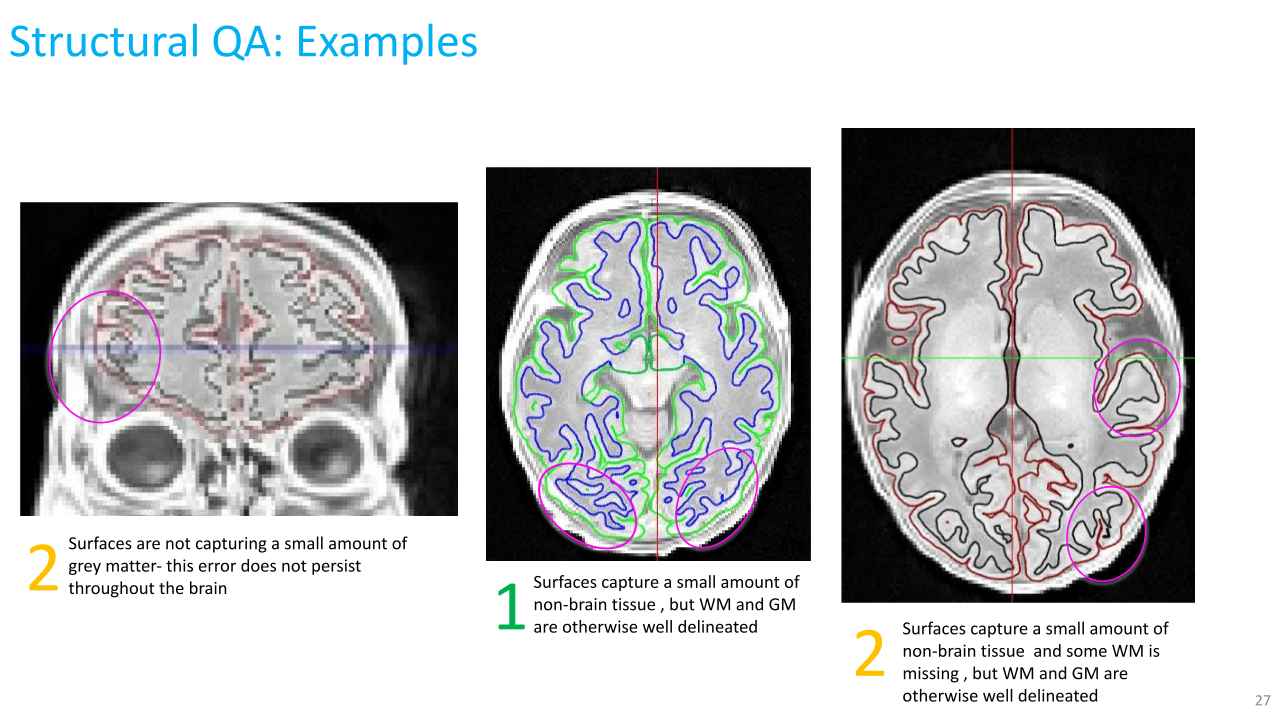 Structural QA: Examples
2
Surfaces are not capturing a small amount of
grey matter- this error does not persist
throughout the brain
1
Surfaces capture a small amount of
non-brain tissue , but WM and GM
are otherwise well delineated
2
Surfaces capture a small amount of
non-brain tissue  and some WM is
missing , but WM and GM are
otherwise well delineated
27